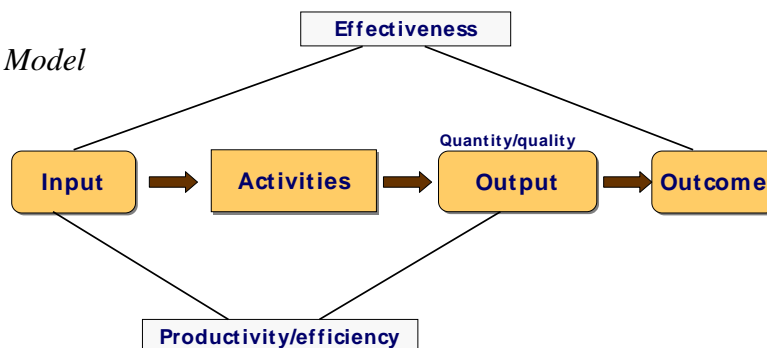 Effectiveness
Model
Quantity/quality
Input
Activities
Output
Outcome
Productivity/efficiency